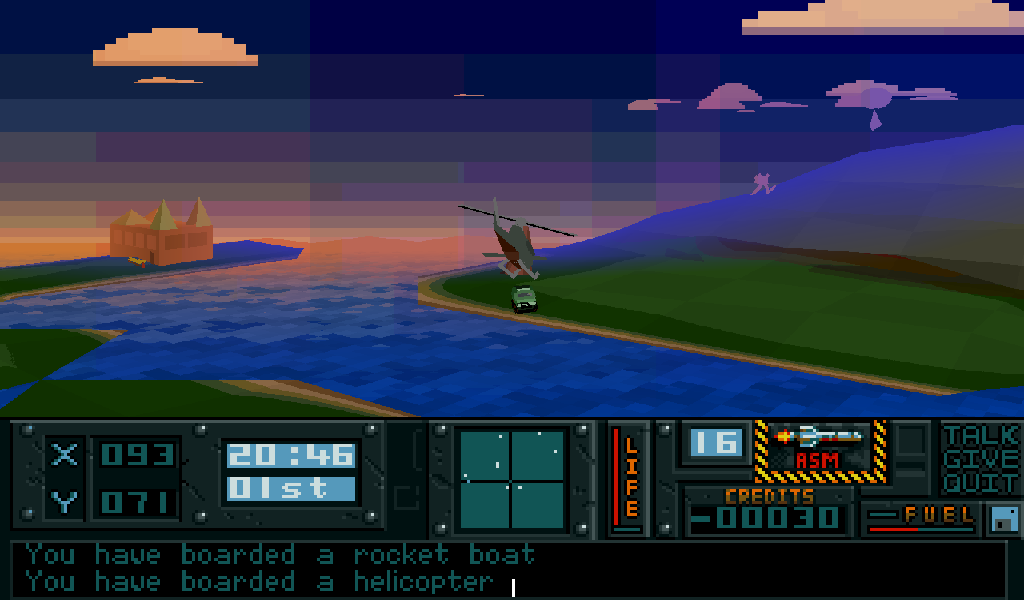 X 093
Y 071
20:46
01st
LIFE
16
ASM
CREDITS
-00030
FUEL
TALK
GIVE
QUIT
You have boarded a rocket boat
You have boarded a helicopter